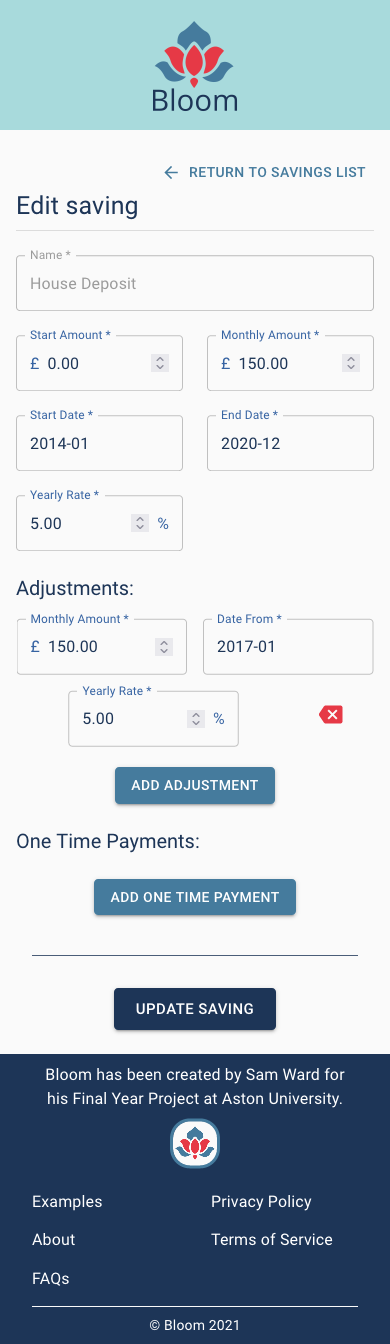 Bloom
RETURN TO SAVINGS LIST
Edit saving
Name *
House Deposit
Start Amount *
£ 0.00
Monthly Amount *
£ 150.00
Start Date *
2014-01
End Date *
2020-12
Yearly Rate *
5.00 %
Adjustments:
Monthly Amount *
£ 150.00
Date From *
2017-01
Yearly Rate *
5.00 %
ADD ADJUSTMENT
One Time Payments:
ADD ONE TIME PAYMENT
UPDATE SAVING
Bloom has been created by Sam Ward for
his Final Year Project at Aston University.
Examples
Privacy Policy
About
Terms of Service
FAQs
© Bloom 2021